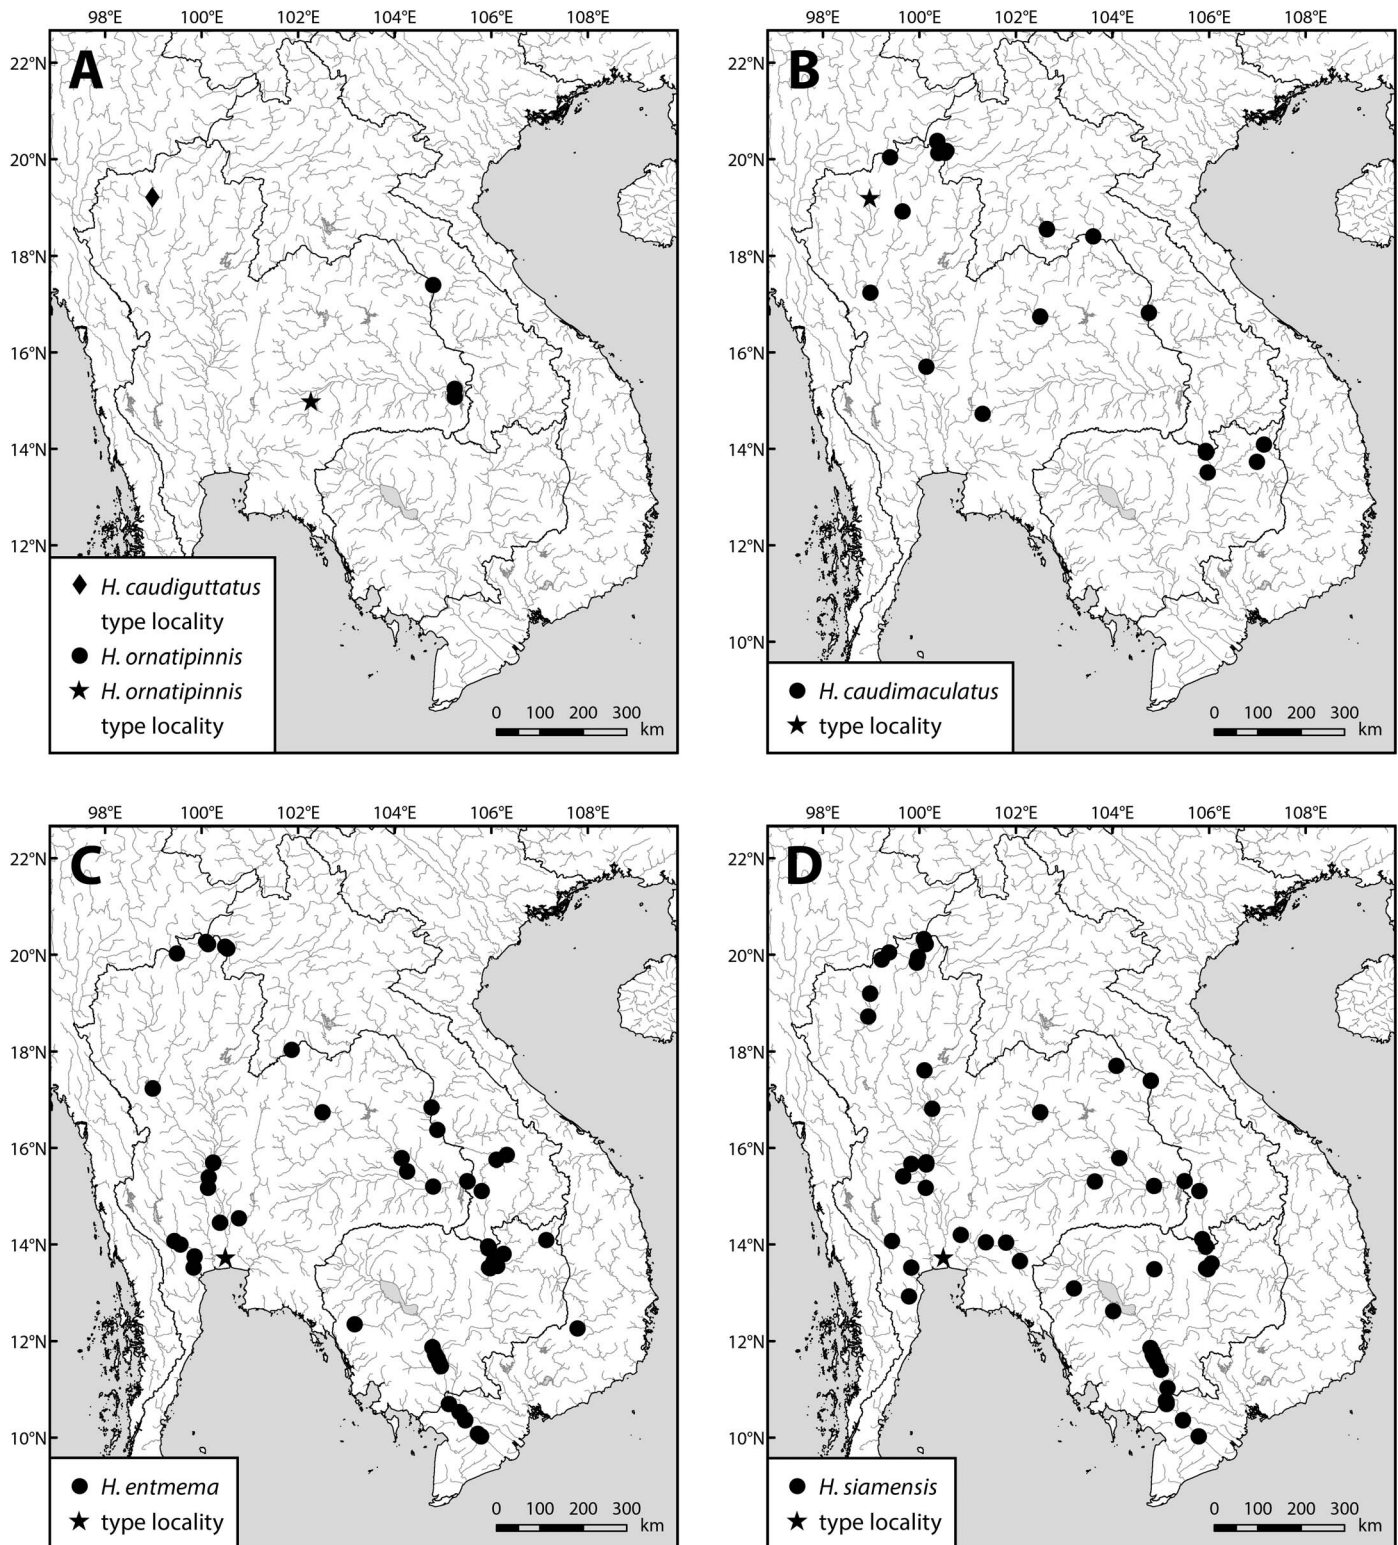 98°E 100°E 102°E 104°E 106°E 108°E
A
22°N
20°N
18°N
16°N
14°N
12°N
H. caudiguttatus
type locality
H. ornatipinnis
H. ornatipinnis
type locality
0 100 200 300
km
98°E 100°E 102°E 104°E 106°E 108°E
B
22°N
20°N
18°N
16°N
14°N
12°N
10°N
H. caudimaculatus
type locality
0 100 200 300
km
98°E 100°E 102°E 104°E 106°E 108°E
C
22°N
20°N
18°N
16°N
14°N
12°N
10°N
H. entmema
type locality
0 100 200 300
km
98°E 100°E 102°E 104°E 106°E 108°E
D
22°N
20°N
18°N
16°N
14°N
12°N
10°N
H. siamensis
type locality
0 100 200 300
km